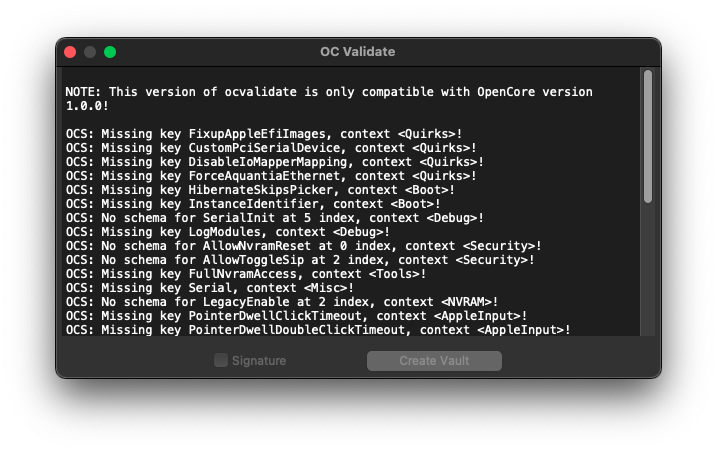 OC Validate
NOTE: This version of ocvalidate is only compatible with OpenCore version
1.0.0!
OCS: Missing key FixupAppleEfiImages, context <Quirks>!
OCS: Missing key CustomPciSerialDevice, context <Quirks>!
OCS: Missing key DisableIoMapperMapping, context <Quirks>!
OCS: Missing key ForceAquantiaEthernet, context <Quirks>!
OCS: Missing key HibernateSkipsPicker, context <Boot>!
OCS: Missing key InstanceIdentifier, context <Boot>!
OCS: No schema for SerialInit at 5 index, context <Debug>!
OCS: Missing key LogModules, context <Debug>!
OCS: No schema for AllowNvramReset at 0 index, context <Security>!
OCS: No schema for AllowToggleSip at 2 index, context <Security>!
OCS: Missing key FullNvramAccess, context <Tools>!
OCS: Missing key Serial, context <Misc>!
OCS: No schema for LegacyEnable at 2 index, context <NVRAM>!
OCS: Missing key PointerDwellClickTimeout, context <AppleInput>!
OCS: Missing key PointerDwellDoubleClickTimeout, context <AppleInput>!
Signature
Create Vault